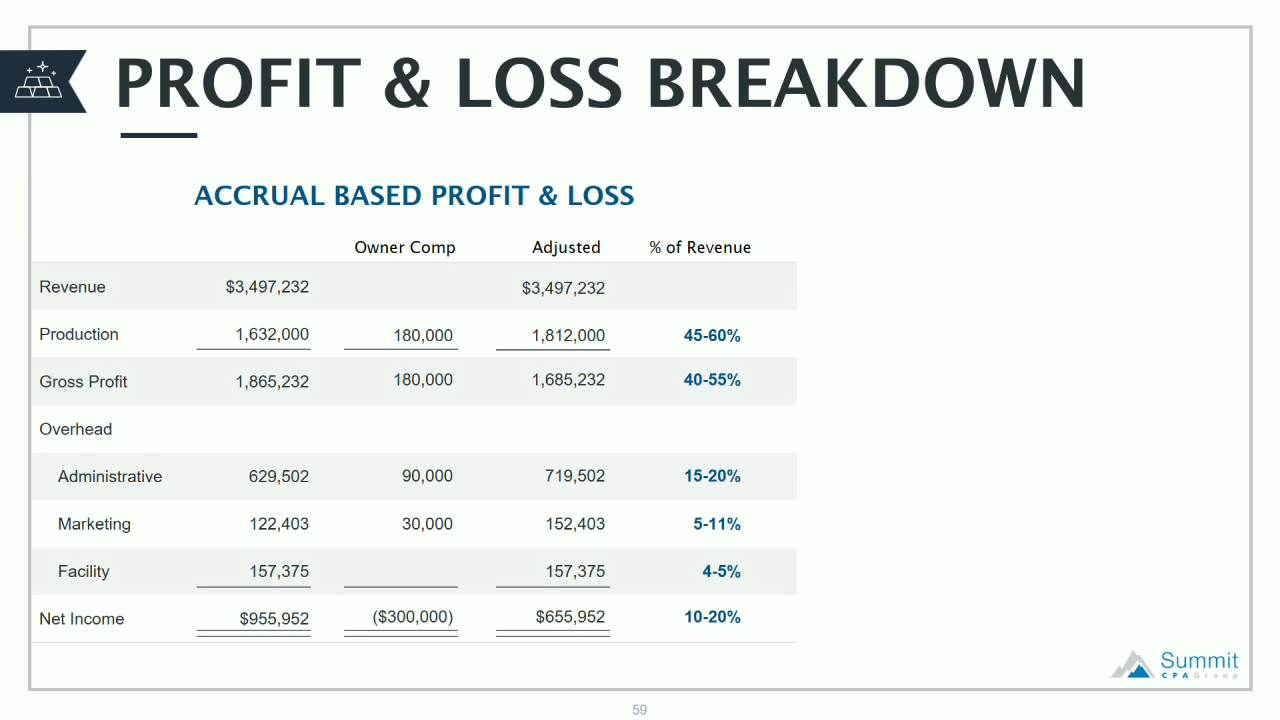 PROFIT & LOSS BREAKDOWN
ACCRUAL BASED PROFIT & LOSS
Owner Comp Adjusted % of Revenue
Revenue $3,497,232 $3,497,232
Production 1,632,000 180,000 1,812,000 45-60%
Gross Profit 1,865,232 180,000 1,685,232 40-55%
Overhead
Administrative 629,502 90,000 719,502 15-20%
Marketing 122,403 30,000 152,403 5-11%
Facility 157,375 157,375 4-5%
Net Income $955,952 ($300,000) $655,952 10-20%
Summit
CPA Group
59